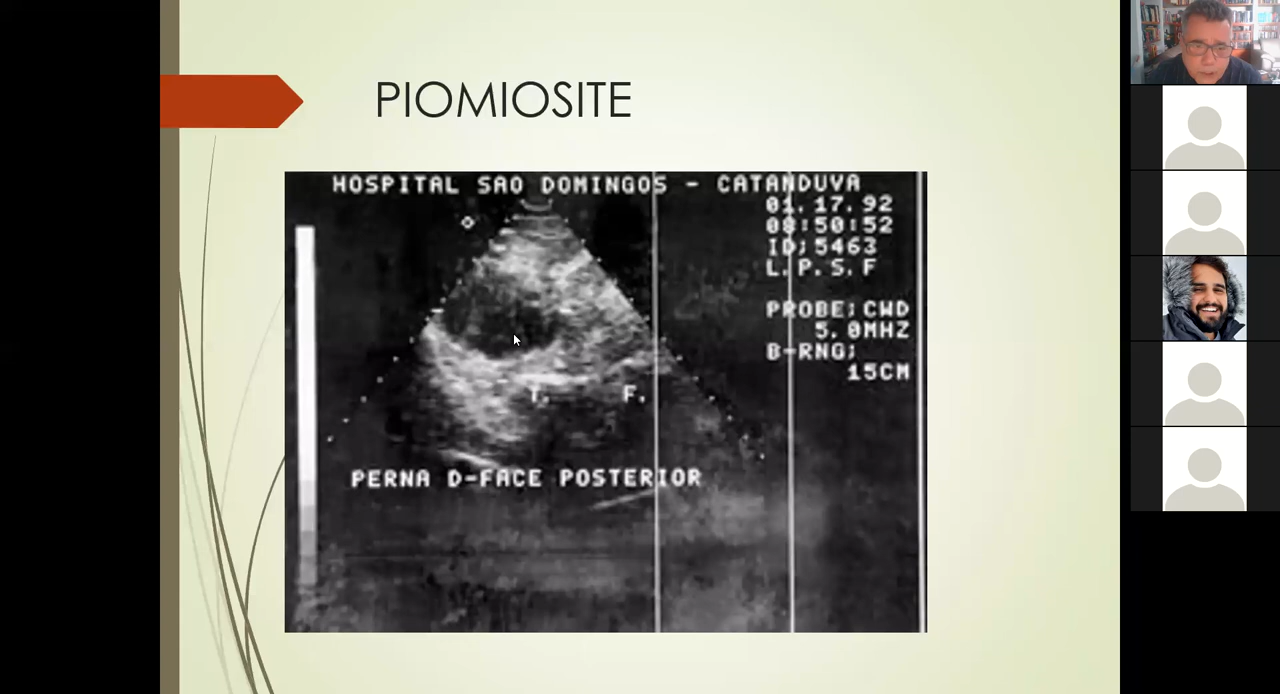 PIOMIOSITE
HOSPITAL SAO DOMINGOS - CATANDUVA
01.17.92
08:50:52
ID;5463
L.P.S.F
PROBE;CWD
5.0MHZ
B-RNG;
15CM
T. F.
PERNA D-FACE POSTERIOR